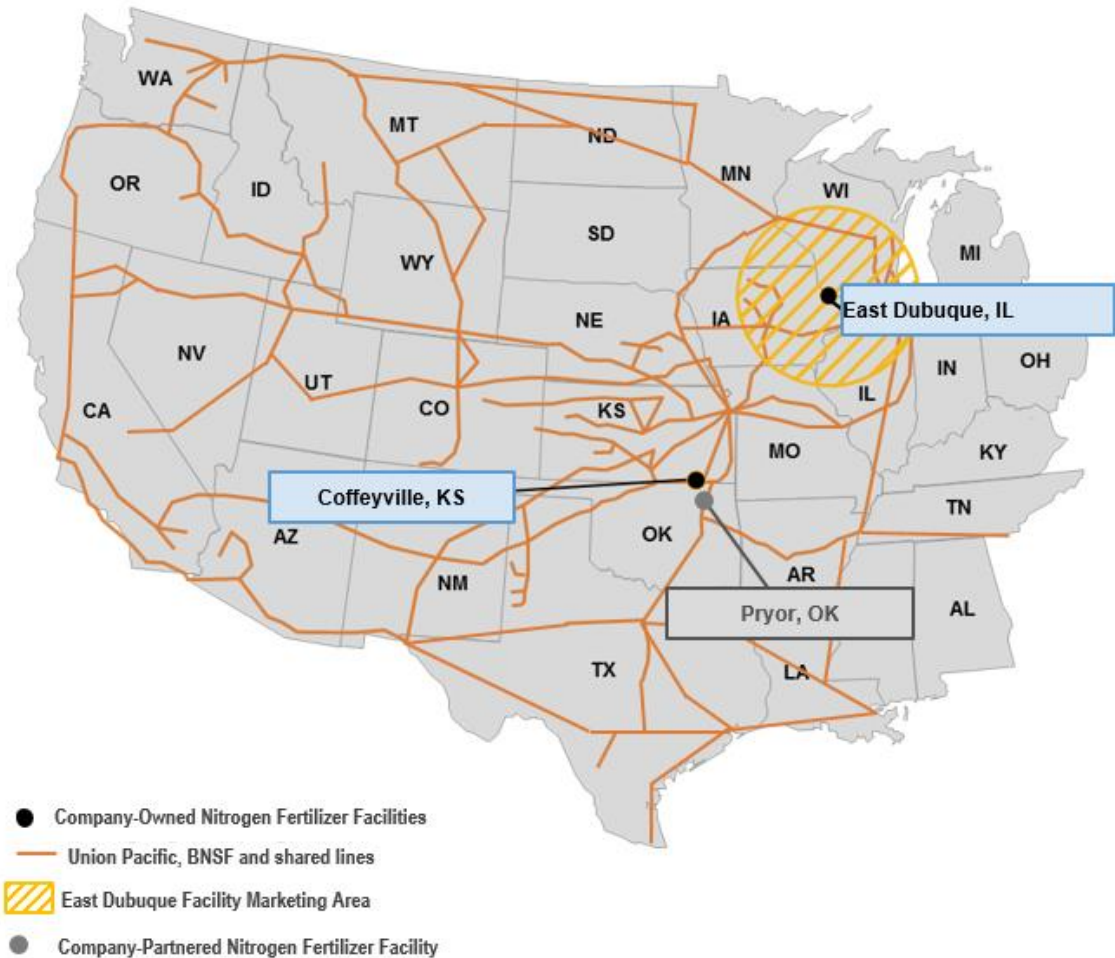 WA
MT
ND
MN
OR
ID
WI
SD
MI
WY
East Dubuque, IL
NE
IA
NV
OH
UT
IN
IL
CA
CO
KS
MO
KY
Coffeyville, KS
TN
AZ
OK
AR
NM
Pryor, OK
AL
TX
LA
Company-Owned Nitrogen Fertilizer Facilities
Union Pacific, BNSF and shared lines
East Dubuque Facility Marketing Area
Company-Partnered Nitrogen Fertilizer Facility